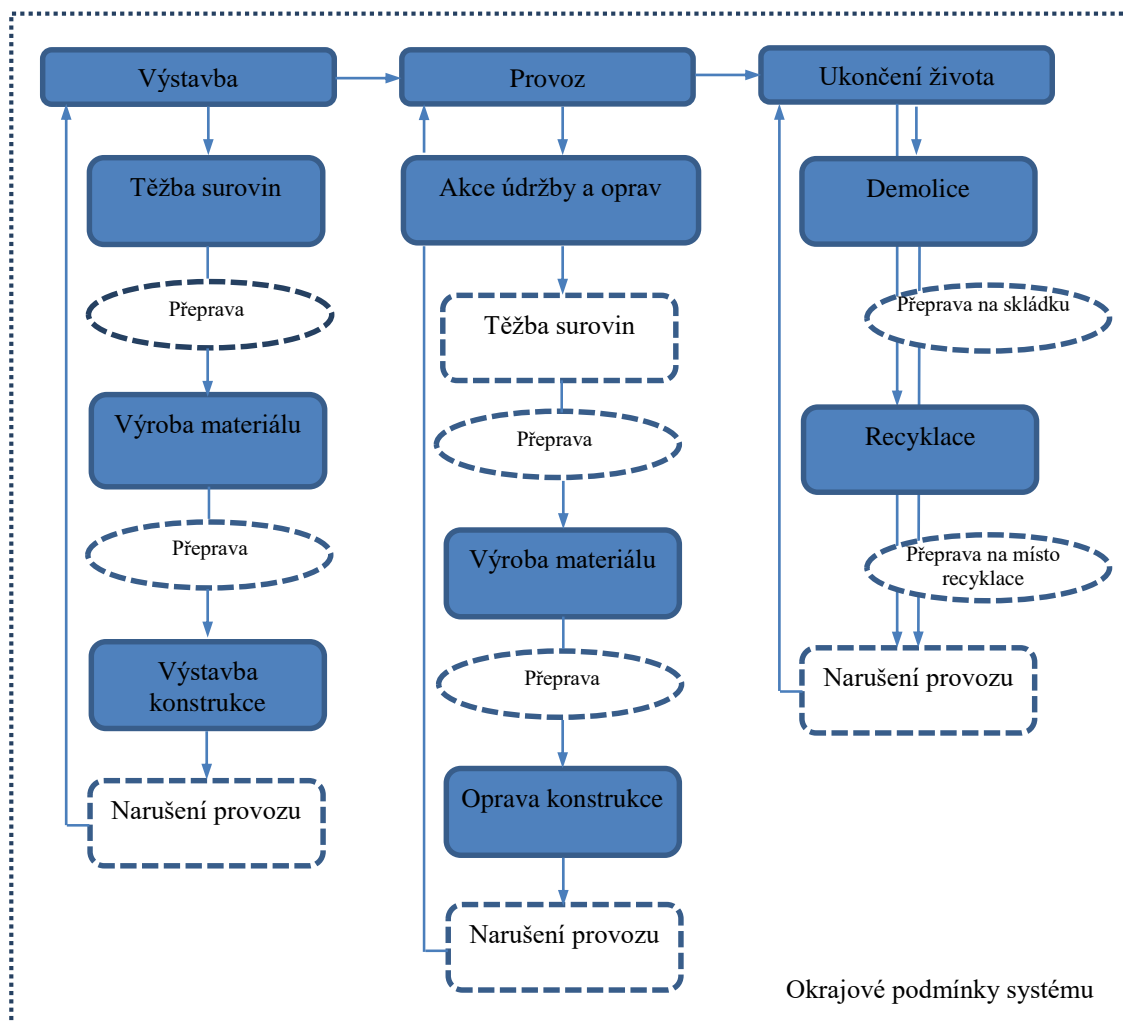 Výstavba
Provoz
Ukončení života
Těžba surovin
Přeprava
Výroba materiálu
Přeprava
Výstavba
konstrukce
Narušení provozu
Akce údržby a oprav
Těžba surovin
Přeprava
Výroba materiálu
Přeprava
Oprava konstrukce
Narušení provozu
Demolice
Přeprava na skládku
Recyklace
Přeprava na místo
recyklace
Narušení provozu
Okrajové podmínky systému